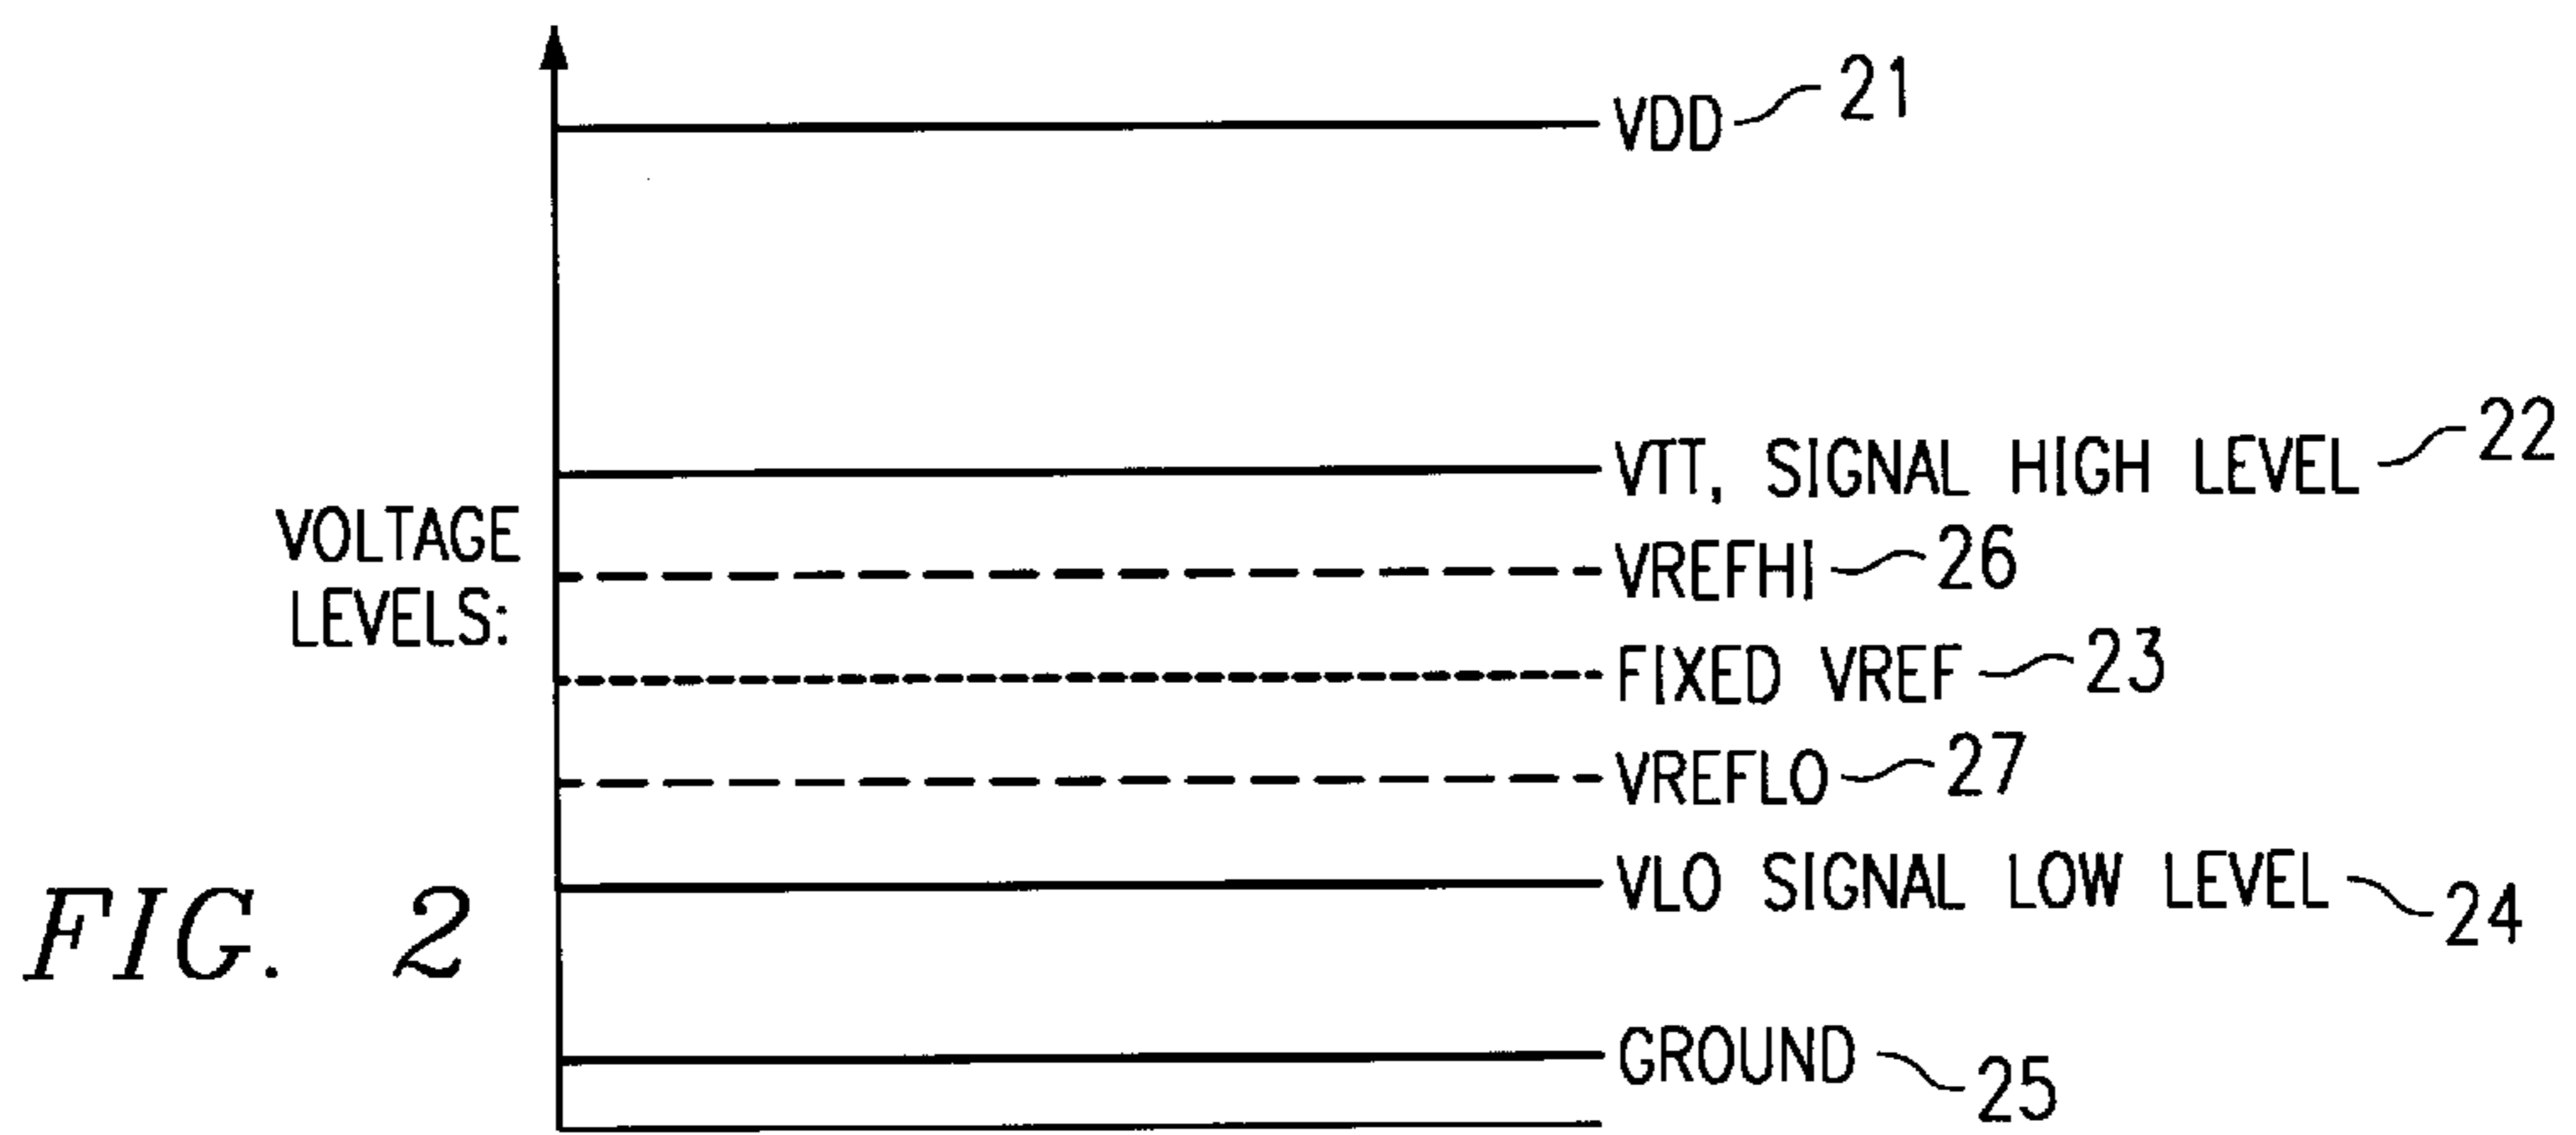 VDD 21
VTT, SIGNAL HIGH LEVEL 22
VOLTAGE
LEVELS:
VREFHI 26
FIXED VREF 23
VREFLO 27
VLO SIGNAL LOW LEVEL 24
FIG. 2
GROUND 25